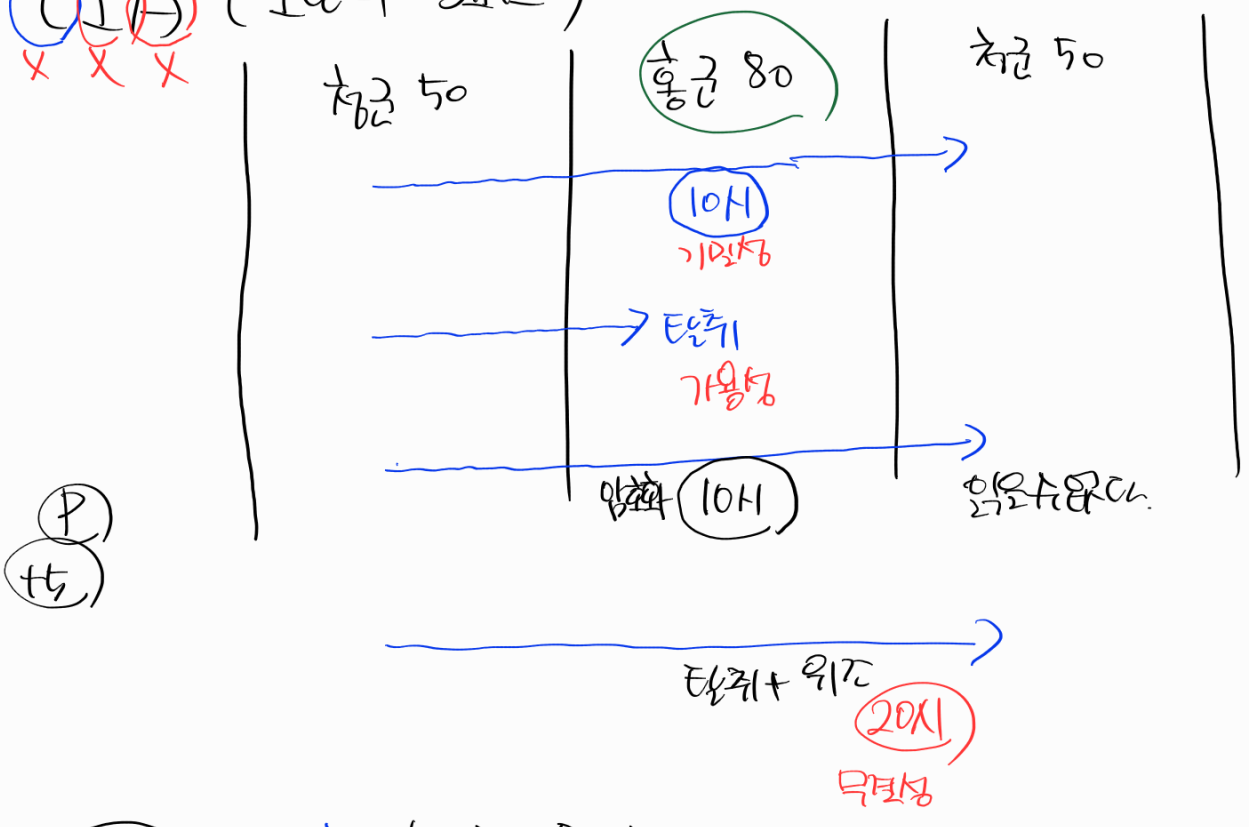 CIA
x x x
청군 50
홍군 80
청군 50
10시
기밀성
탈취
가용성
암호화 10시
읽을수없다.
P
+5
탈취 + 위조
20시
무결성